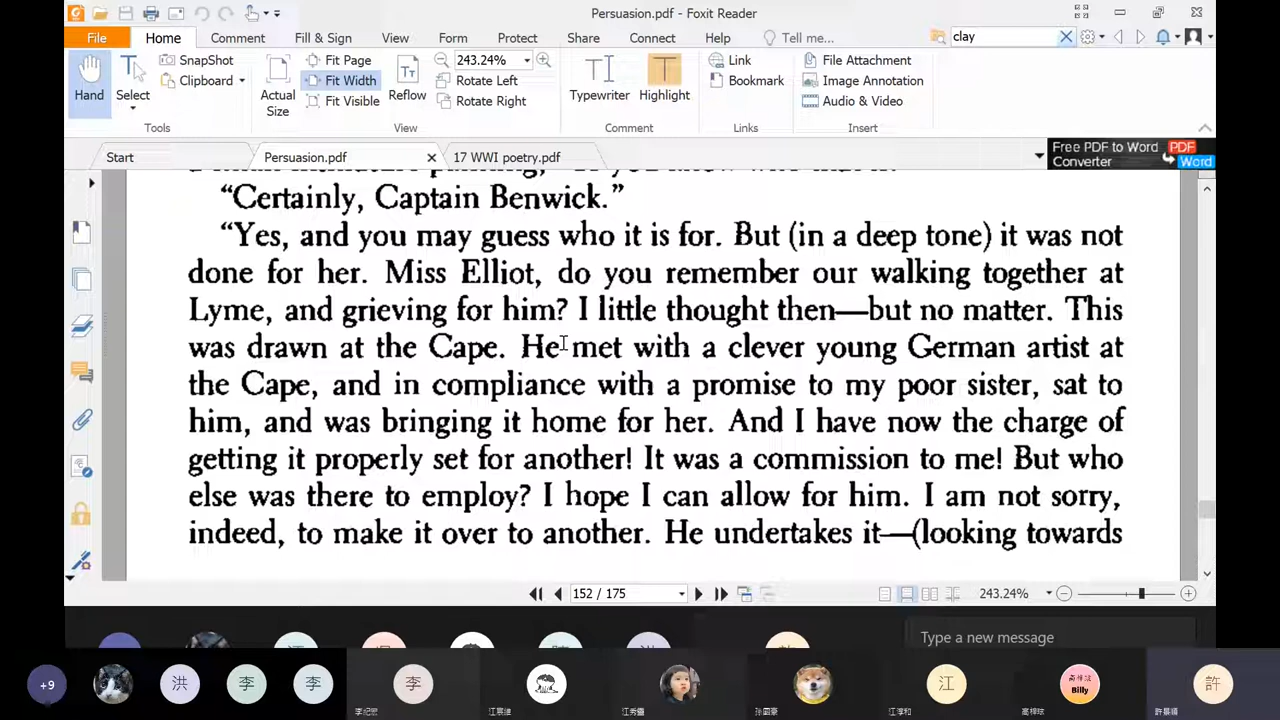 Persuasion.pdf - Foxit Reader
File Home Comment Fill & Sign View Form Protect Share Connect Help Tell me... clay
Hand
Select
SnapShot
Clipboard
Actual Size
Fit Page
Fit Width
Fit Visible
Reflow
243.24%
Rotate Left
Rotate Right
Typewriter
Highlight
Link
Bookmark
File Attachment
Image Annotation
Audio & Video
Tools View Comment Links Insert
Start Persuasion.pdf 17 WWI poetry.pdf
Free PDF to Word
Converter
PDF
Word
“Certainly, Captain Benwick.”
“Yes, and you may guess who it is for. But (in a deep tone) it was not
done for her. Miss Elliot, do you remember our walking together at
Lyme, and grieving for him? I little thought then—but no matter. This
was drawn at the Cape. He met with a clever young German artist at
the Cape, and in compliance with a promise to my poor sister, sat to
him, and was bringing it home for her. And I have now the charge of
getting it properly set for another! It was a commission to me! But who
else was there to employ? I hope I can allow for him. I am not sorry,
indeed, to make it over to another. He undertakes it—(looking towards
152 / 175 243.24%
Type a new message
+9 洪 李 李 李 江 許
Billy